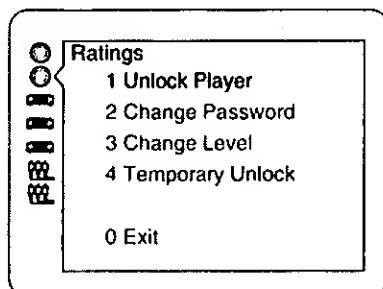 Ratings
1 Unlock Player
2 Change Password
3 Change Level
4 Temporary Unlock
0 Exit